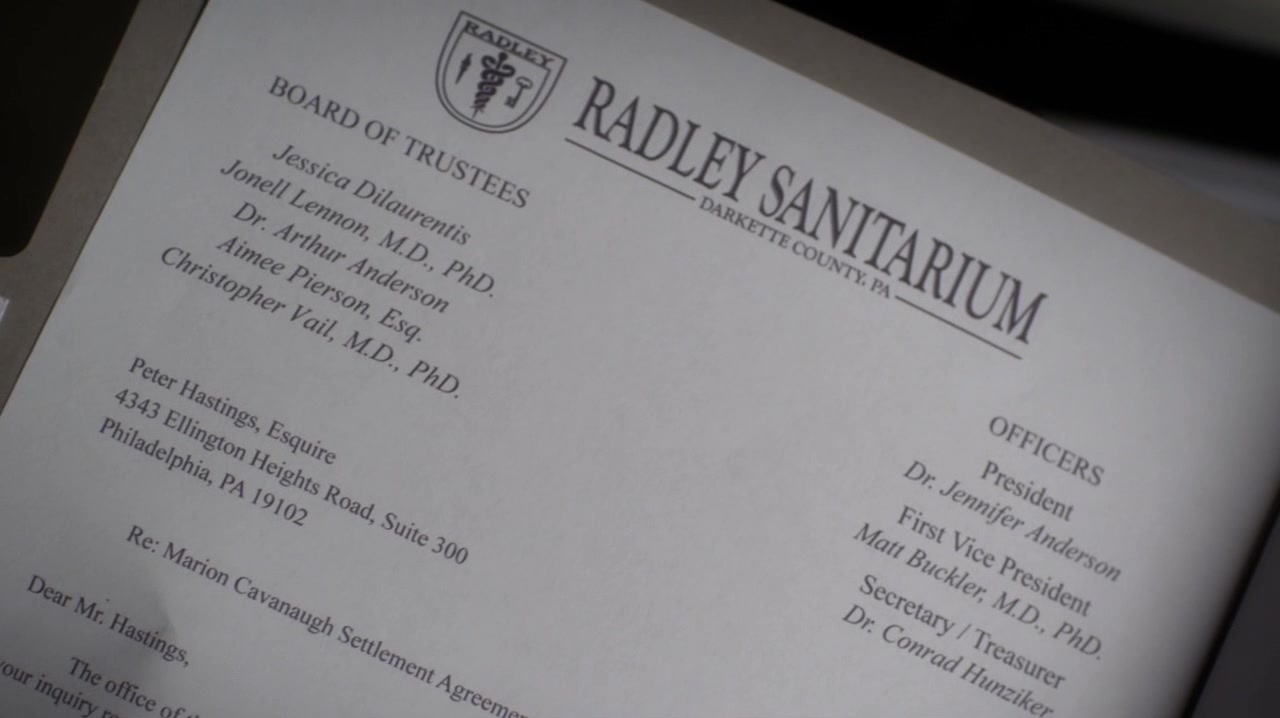 RADLEY
RADLEY SANITARIUM
DARKETTE COUNTY, PA
BOARD OF TRUSTEES
Jessica Dilaurentis
Jonell Lennon, M.D., PhD.
Dr. Arthur Anderson
Aimee Pierson, Esq.
Christopher Vail, M.D., PhD.
OFFICERS
President
Dr. Jennifer Anderson
First Vice President
Matt Buckler, M.D., PhD.
Secretary / Treasurer
Dr. Conrad Hunziker
Peter Hastings, Esquire
4343 Ellington Heights Road, Suite 300
Philadelphia, PA 19102
Re: Marion Cavanaugh Settlement Agreeme
Dear Mr. Hastings,
The office of
your inquiry